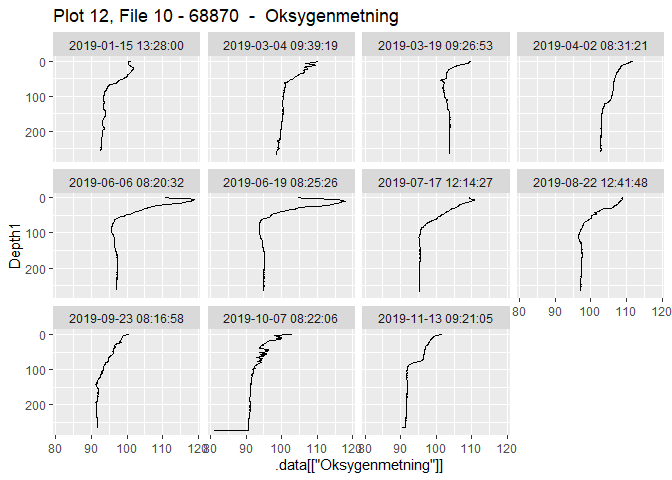 Plot 12, File 10 - 68870  -  Oksygenmetning
2019-01-15 13:28:00 2019-03-04 09:39:19 2019-03-19 09:26:53 2019-04-02 08:31:21
0
100
200
2019-06-06 08:20:32 2019-06-19 08:25:26 2019-07-17 12:14:27 2019-08-22 12:41:48
0
100
200
80 90 100 110 120
2019-09-23 08:16:58 2019-10-07 08:22:06 2019-11-13 09:21:05
0
100
200
80 90 100 110 120 80 90 100 110 120 80 90 100 110 120
Depth1
.data[["Oksygenmetning"]]